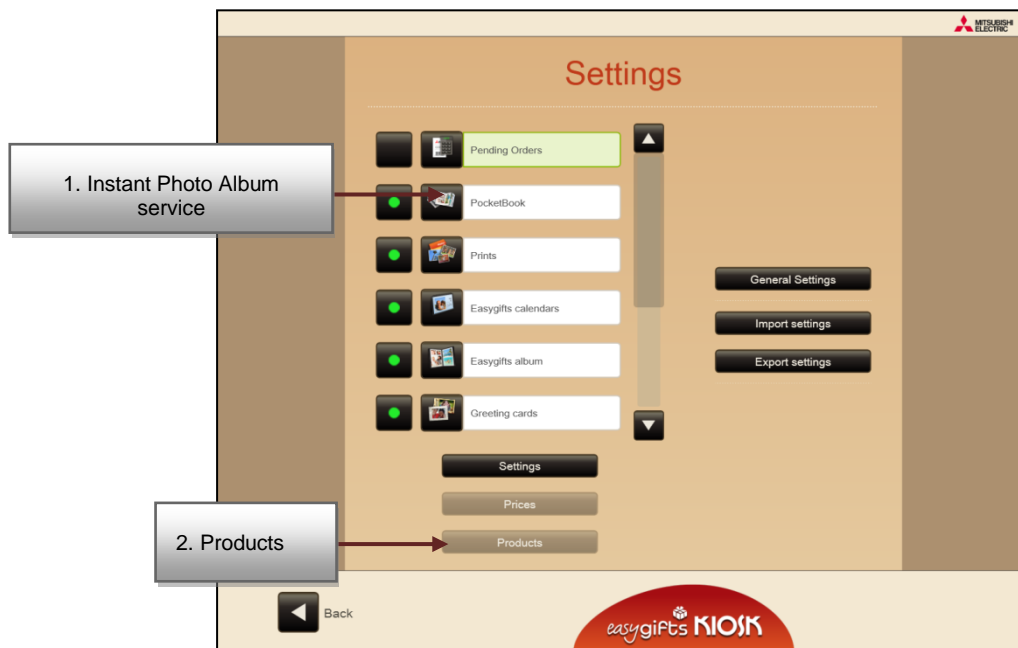 MITSUBISHI
ELECTRIC
Settings
Pending Orders
1. Instant Photo Album
service
PocketBook
Prints
General Settings
Easygifts calendars
Import settings
Easygifts album
Export settings
Greeting cards
Settings
Prices
2. Products
Products
Back
easygifts KIOSK